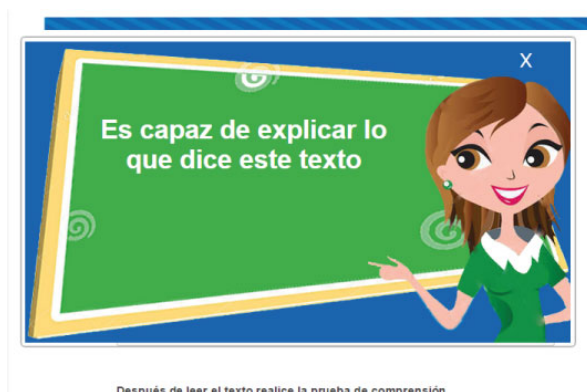 X
Es capaz de explicar lo
que dice este texto
Después de leer el texto realice la prueba de comprensión